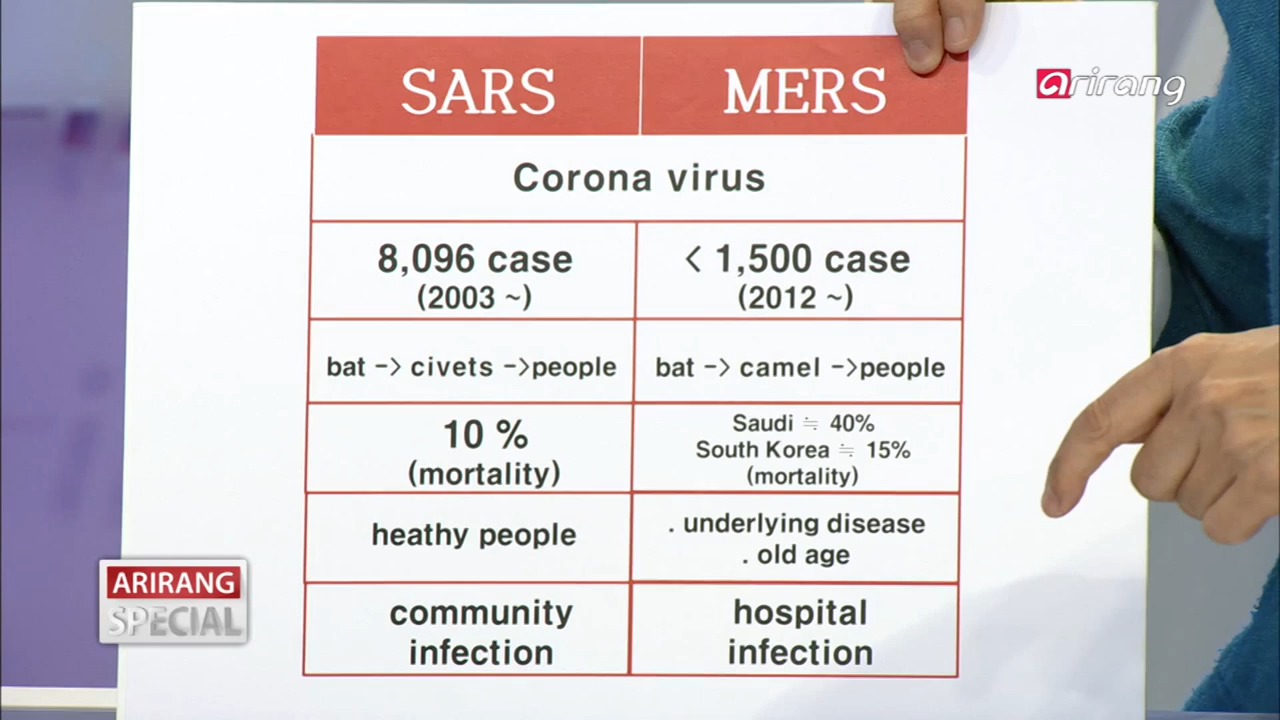 SARS MERS
arirang
Corona virus
8,096 case < 1,500 case
(2003 ~) (2012 ~)
bat -> civets ->people bat -> camel ->people
10 %
(mortality)
Saudi ≒ 40%
South Korea ≒ 15%
(mortality)
heathy people
. underlying disease
. old age
community
infection
hospital
infection
ARIRANG
SPECIAL